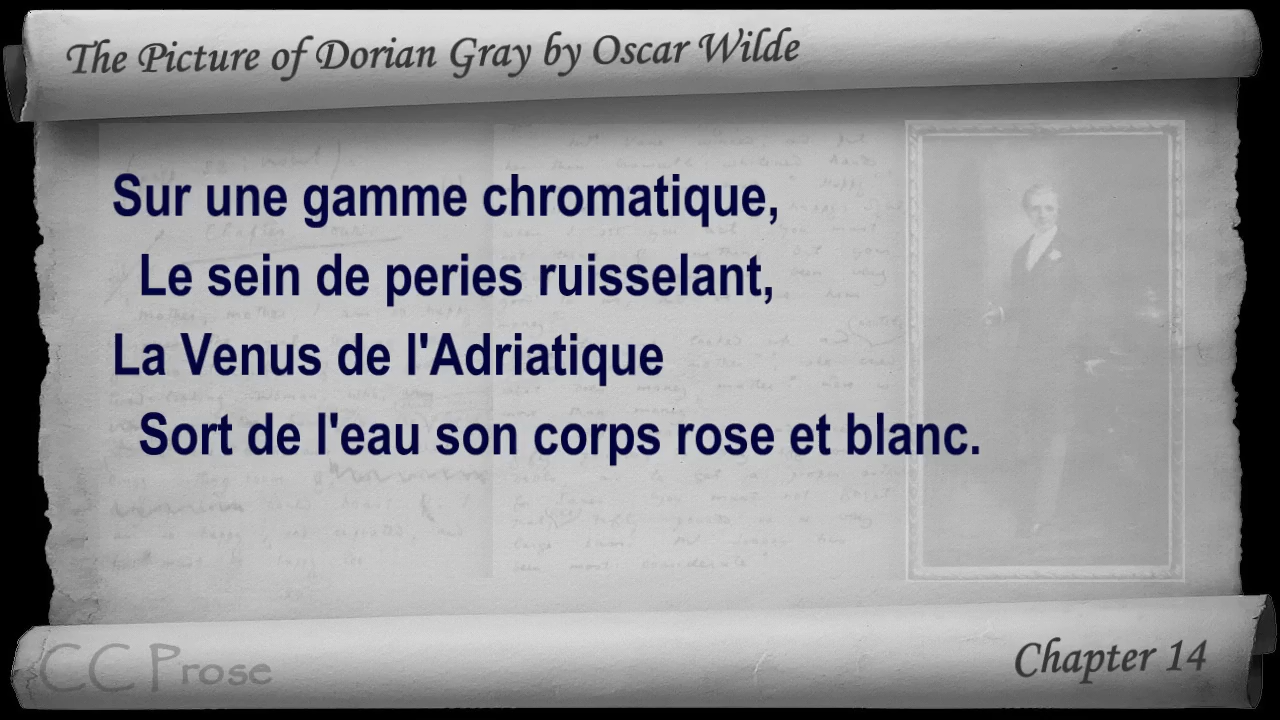 The Picture of Dorian Gray by Oscar Wilde
Sur une gamme chromatique,
Le sein de peries ruisselant,
La Venus de l'Adriatique
Sort de l'eau son corps rose et blanc.
CC Prose
Chapter 14